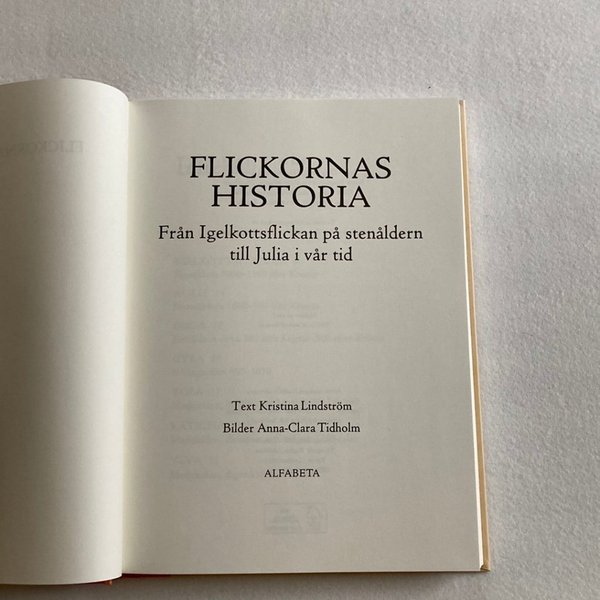 FLICKORNAS
HISTORIA
Från Igelkottsflickan på stenåldern
till Julia i vår tid
Text Kristina Lindström
Bilder Anna-Clara Tidholm
ALFABETA